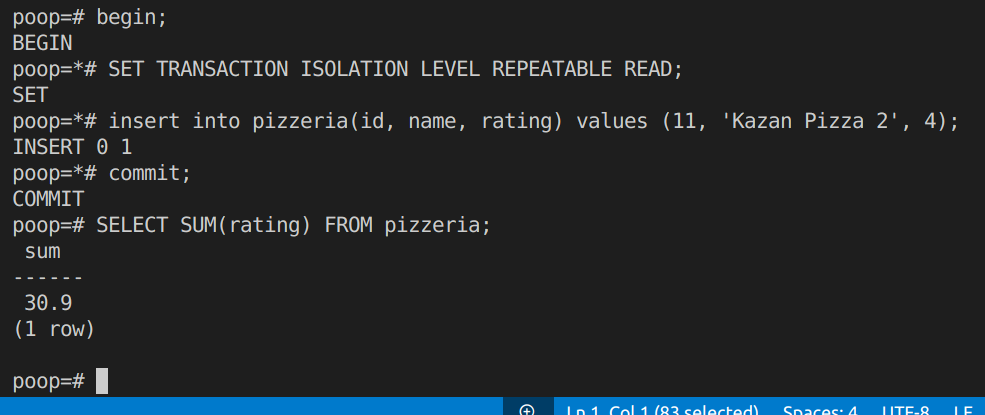 poop=# begin;
BEGIN
poop=*# SET TRANSACTION ISOLATION LEVEL REPEATABLE READ;
SET
poop=*# insert into pizzeria(id, name, rating) values (11, 'Kazan Pizza 2', 4);
INSERT 0 1
poop=*# commit;
COMMIT
poop=# SELECT SUM(rating) FROM pizzeria;
 sum
------
 30.9
(1 row)

poop=#
Ln 1, Col 1 (83 selected) Spaces: 4 UTF-8 LF